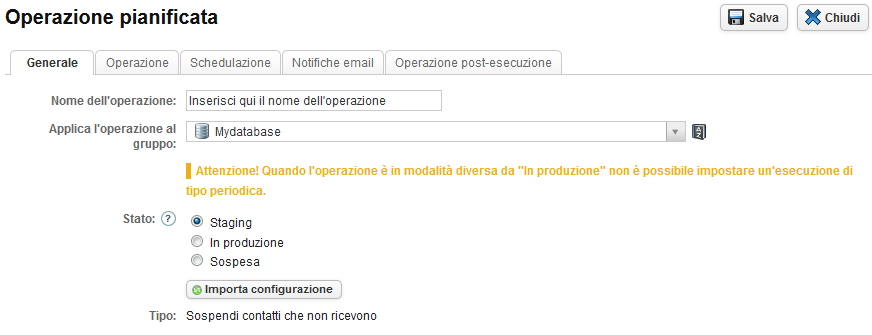 Operazione pianificata
Salva
Chiudi
Generale
Operazione
Schedulazione
Notifiche email
Operazione post-esecuzione
Nome dell'operazione:
Inserisci qui il nome dell'operazione
Applica l'operazione al
gruppo:
Mydatabase
Attenzione! Quando l'operazione è in modalità diversa da "In produzione" non è possibile impostare un'esecuzione di
tipo periodica.
Stato: ?
Staging
In produzione
Sospesa
Importa configurazione
Tipo: Sospendi contatti che non ricevono